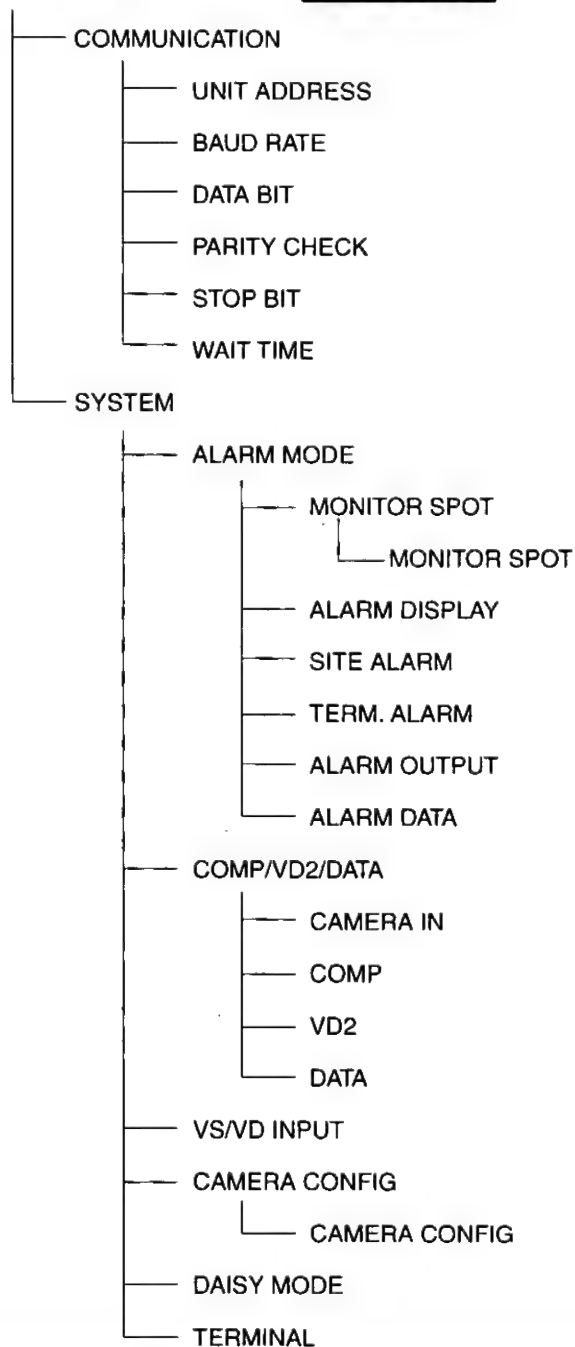 COMMUNICATION
UNIT ADDRESS
BAUD RATE
DATA BIT
PARITY CHECK
STOP BIT
WAIT TIME
SYSTEM
ALARM MODE
MONITOR SPOT
MONITOR SPOT
ALARM DISPLAY
SITE ALARM
TERM. ALARM
ALARM OUTPUT
ALARM DATA
COMP/VD2/DATA
CAMERA IN
COMP
VD2
DATA
VS/VD INPUT
CAMERA CONFIG
CAMERA CONFIG
DAISY MODE
TERMINAL